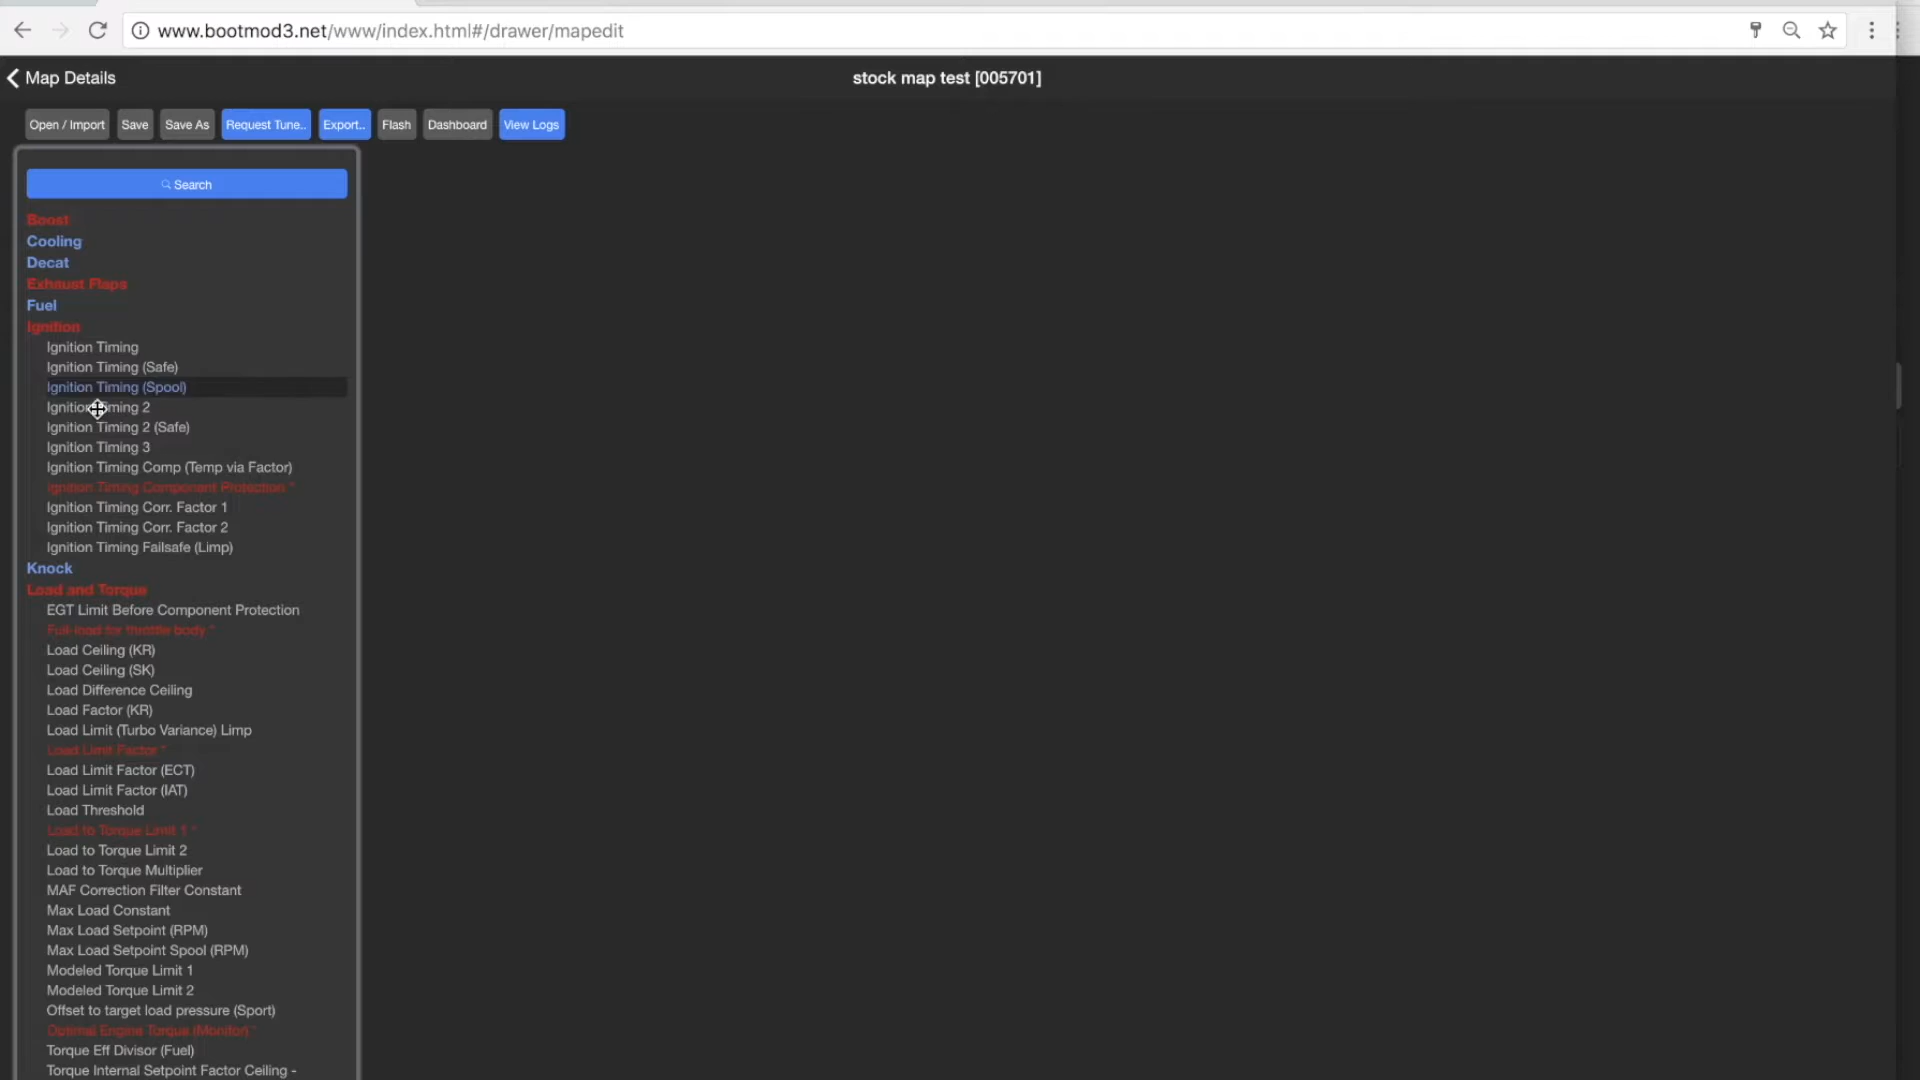 www.bootmod3.net/www/index.html#/drawer/mapedit
Map Details
stock map test [005701]
Open / Import
Save
Save As
Request Tune..
Export..
Flash
Dashboard
View Logs
Search
Boost
Cooling
Decat
Exhaust Flaps
Fuel
Ignition
Ignition Timing
Ignition Timing (Safe)
Ignition Timing (Spool)
Ignition Timing 2
Ignition Timing 2 (Safe)
Ignition Timing 3
Ignition Timing Comp (Temp via Factor)
Ignition Timing Component Protection *
Ignition Timing Corr. Factor 1
Ignition Timing Corr. Factor 2
Ignition Timing Failsafe (Limp)
Knock
Load and Torque
EGT Limit Before Component Protection
Full load for throttle body *
Load Ceiling (KR)
Load Ceiling (SK)
Load Difference Ceiling
Load Factor (KR)
Load Limit (Turbo Variance) Limp
Load Limit Factor *
Load Limit Factor (ECT)
Load Limit Factor (IAT)
Load Threshold
Load to Torque Limit 1 *
Load to Torque Limit 2
Load to Torque Multiplier
MAF Correction Filter Constant
Max Load Constant
Max Load Setpoint (RPM)
Max Load Setpoint Spool (RPM)
Modeled Torque Limit 1
Modeled Torque Limit 2
Offset to target load pressure (Sport)
Optimal Engine Torque (Monitor) *
Torque Eff Divisor (Fuel)
Torque Internal Setpoint Factor Ceiling -